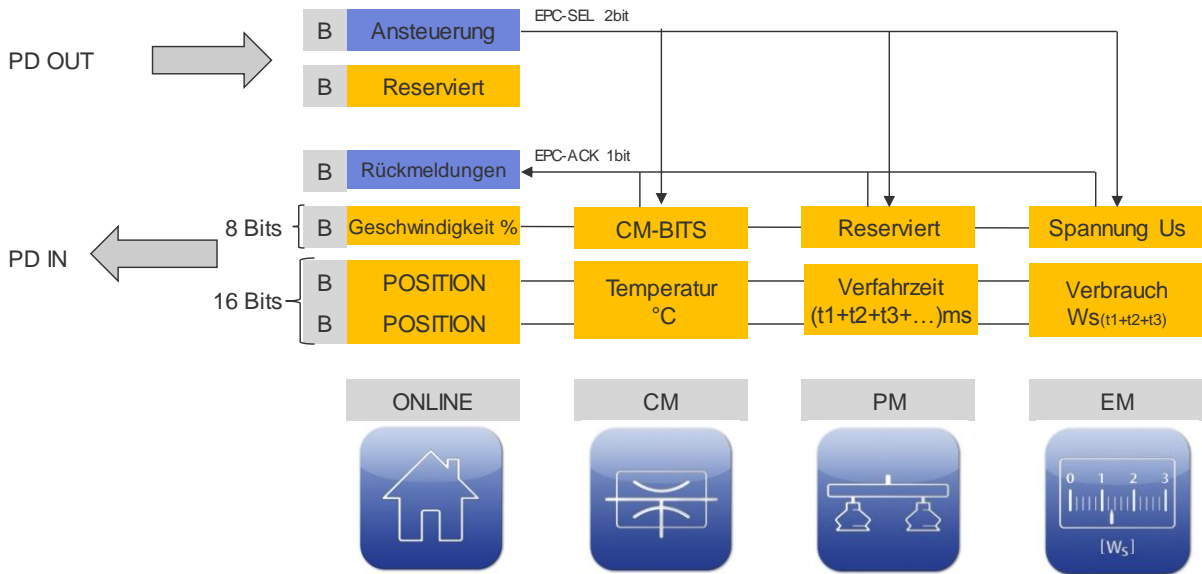 EPC-SEL 2bit
B Ansteuerung
PD OUT
B Reserviert
EPC-ACK 1bit
B Rückmeldungen
8 Bits B Geschwindigkeit % CM-BITS Reserviert Spannung Us
PD IN
16 Bits
B POSITION
B POSITION
Temperatur
°C
Verfahrzeit
(t1+t2+t3+...)ms
Verbrauch
Ws(t1+t2+t3)
ONLINE CM PM EM
0 1 2 3
[Ws]